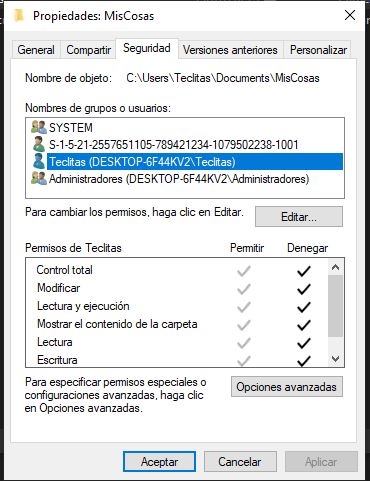 Propiedades: MisCosas
General
Compartir
Seguridad
Versiones anteriores
Personalizar
Nombre de objeto: C:\Users\Teclitas\Documents\MisCosas
Nombres de grupos o usuarios:
SYSTEM
S-1-5-21-2557651105-789421234-1079502238-1001
Teclitas (DESKTOP-6F44KV2\Teclitas)
Administradores (DESKTOP-6F44KV2\Administradores)
Para cambiar los permisos, haga clic en Editar.
Editar...
Permisos de Teclitas
Permitir
Denegar
Control total
Modificar
Lectura y ejecución
Mostrar el contenido de la carpeta
Lectura
Escritura
Para especificar permisos especiales o
configuraciones avanzadas, haga clic
en Opciones avanzadas.
Opciones avanzadas
Aceptar
Cancelar
Aplicar